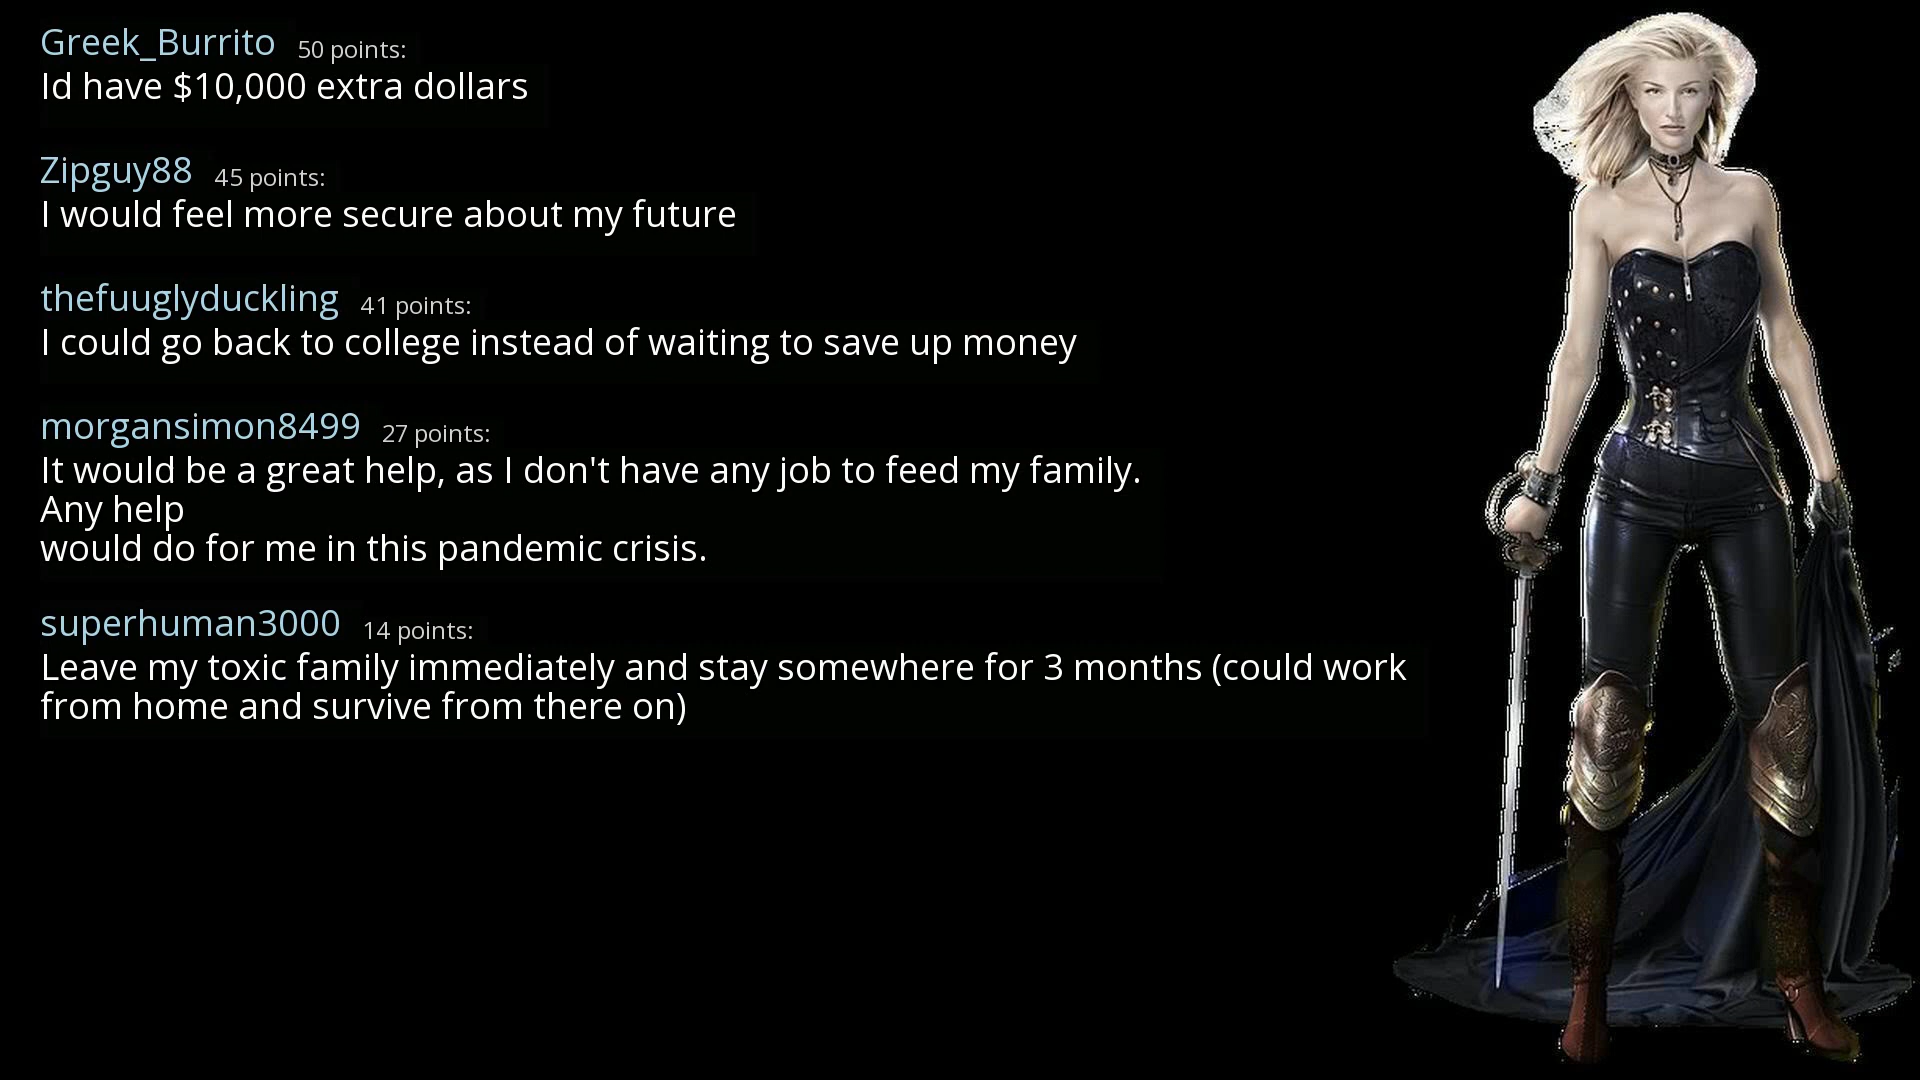 Greek_Burrito 50 points:
Id have $10,000 extra dollars
Zipguy88 45 points:
I would feel more secure about my future
thefuuglyduckling 41 points:
I could go back to college instead of waiting to save up money
morgansimon8499 27 points:
It would be a great help, as I don't have any job to feed my family.
Any help
would do for me in this pandemic crisis.
superhuman3000 14 points:
Leave my toxic family immediately and stay somewhere for 3 months (could work
from home and survive from there on)